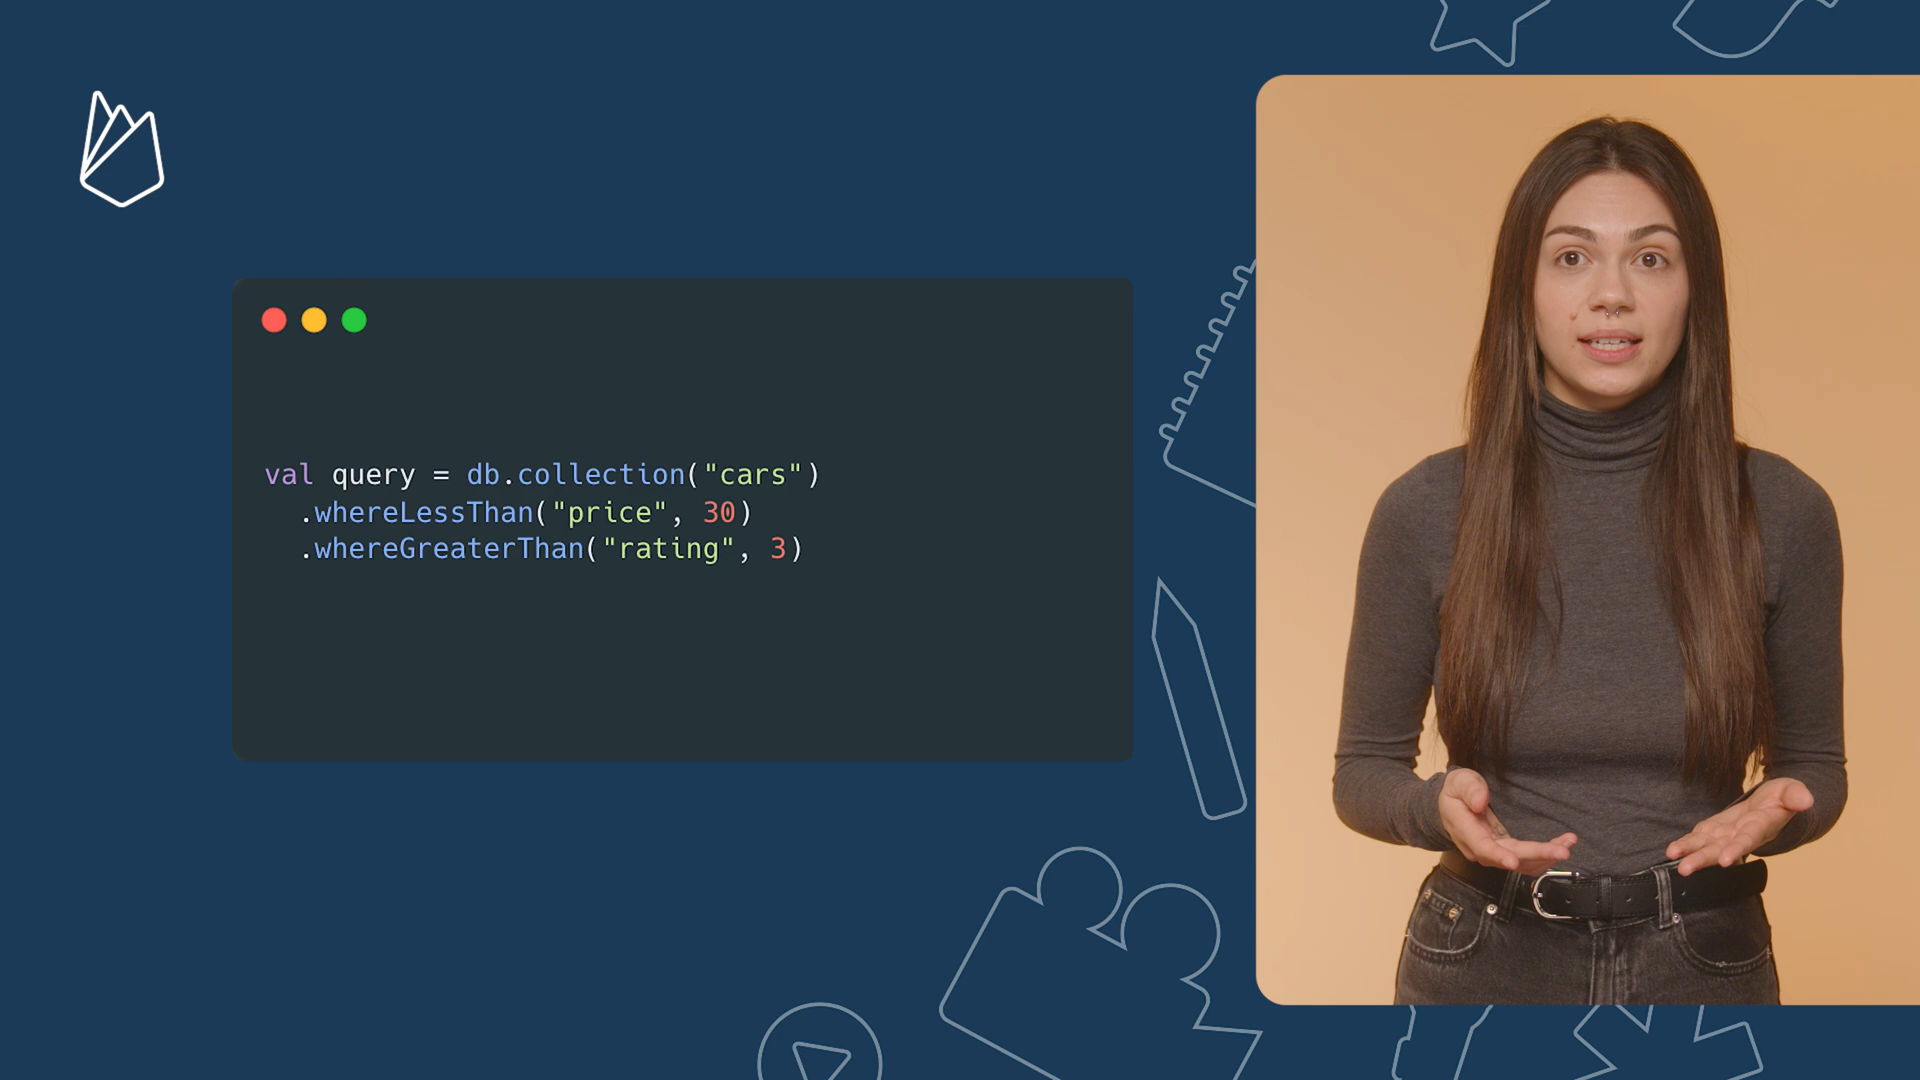 val query = db.collection("cars")
.whereLessThan("price", 30)
.whereGreaterThan("rating", 3)